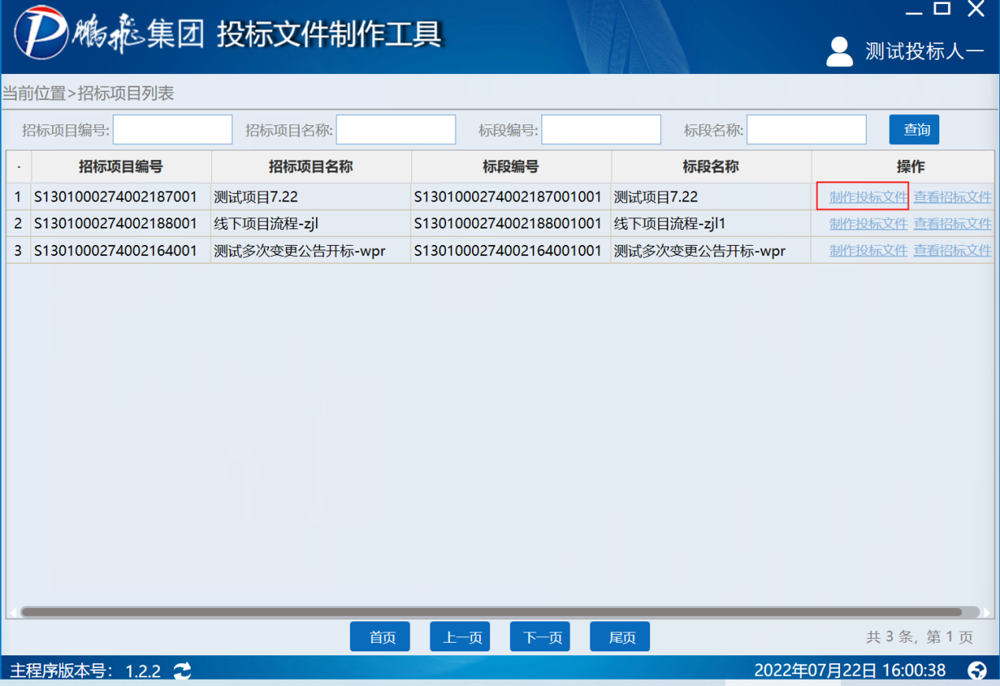 鹏飛集团 投标文件制作工具
测试投标人一
当前位置>招标项目列表
招标项目编号: 招标项目名称: 标段编号: 标段名称: 查询
· 招标项目编号 招标项目名称 标段编号 标段名称 操作
1 S1301000274002187001 测试项目7.22 S1301000274002187001001 测试项目7.22 制作投标文件 查看招标文件
2 S1301000274002188001 线下项目流程-zjl S1301000274002188001001 线下项目流程-zjl1 制作投标文件 查看招标文件
3 S1301000274002164001 测试多次变更公告开标-wpr S1301000274002164001001 测试多次变更公告开标-wpr 制作投标文件 查看招标文件
首页 上一页 下一页 尾页 共 3 条, 第 1 页
主程序版本号: 1.2.2 2022年07月22日 16:00:38